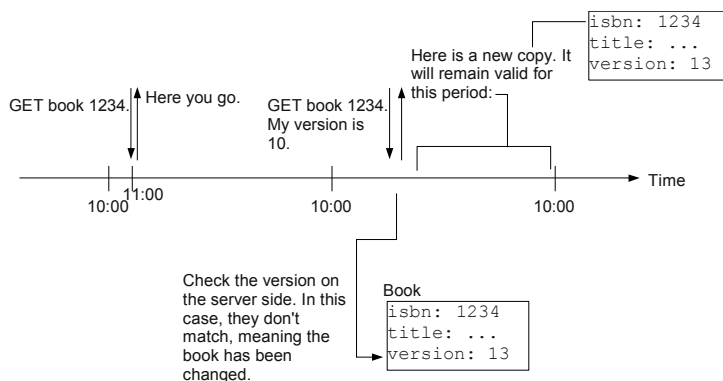 isbn: 1234
title: ...
version: 13
Here is a new copy. It
will remain valid for
this period:
GET book 1234.
Here you go.
GET book 1234.
My version is
10.
Time
10:00
11:00
10:00
10:00
Check the version on
the server side. In this
case, they don't
match, meaning the
book has been
changed.
Book
isbn: 1234
title: ...
version: 13